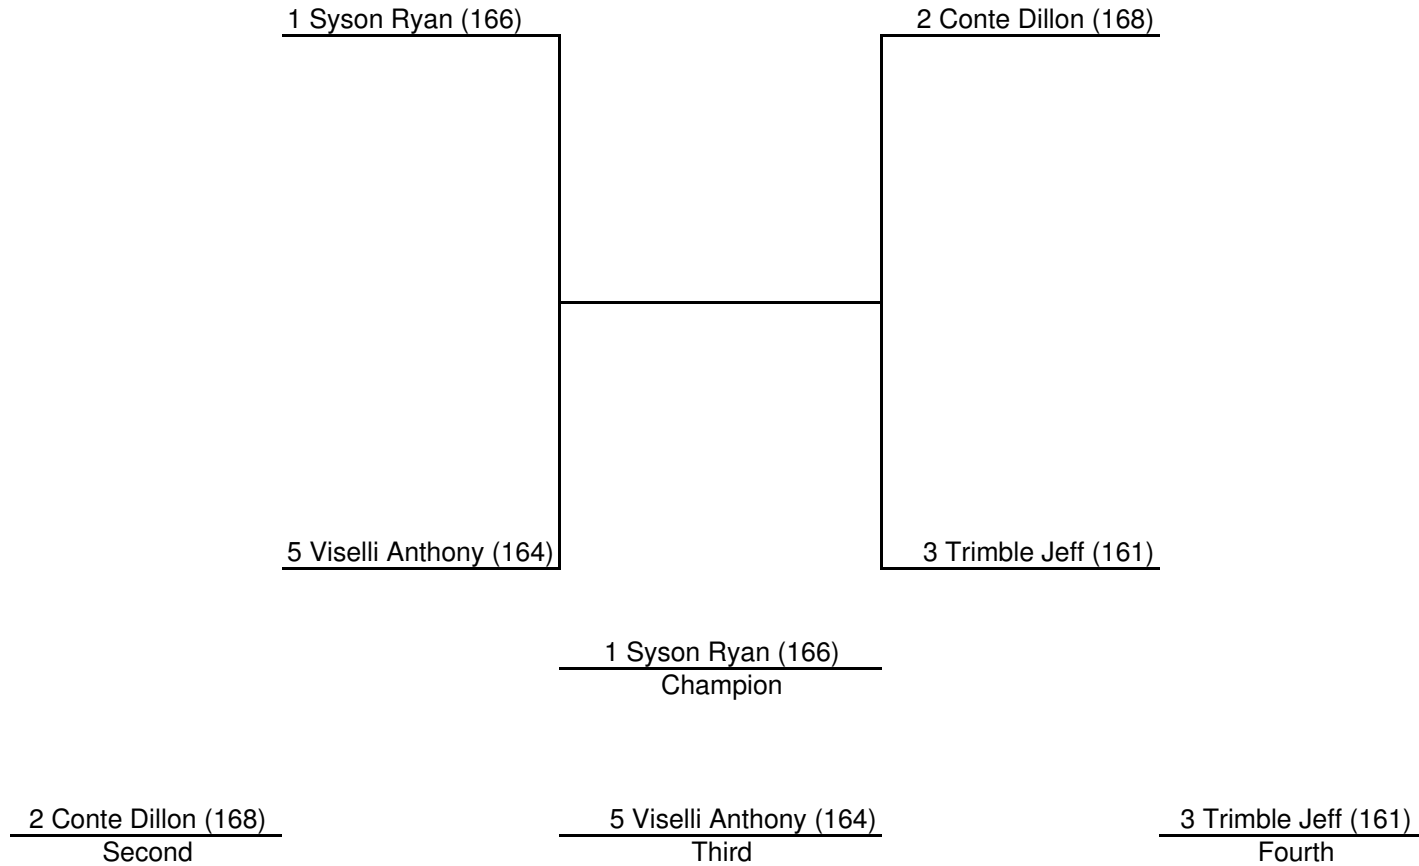 1 Syson Ryan (166)
2 Conte Dillon (168)
5 Viselli Anthony (164)
3 Trimble Jeff (161)
1 Syson Ryan (166)
Champion
2 Conte Dillon (168)
Second
5 Viselli Anthony (164)
Third
3 Trimble Jeff (161)
Fourth